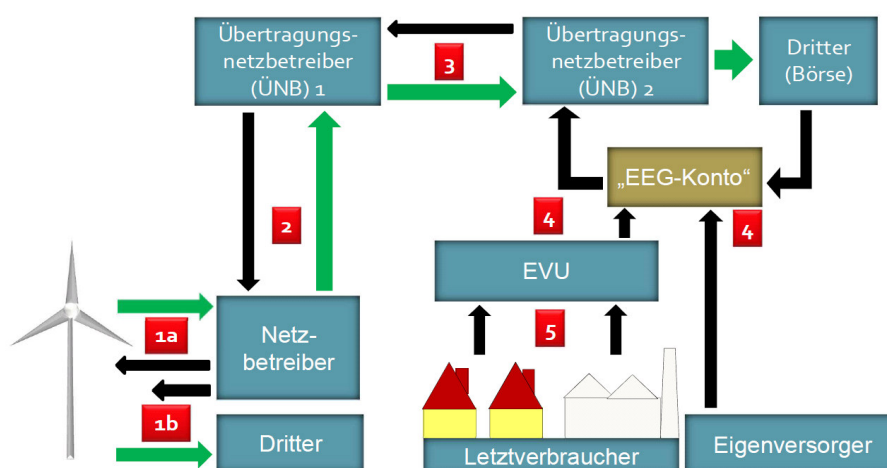 Übertragungs-
netzbetreiber
(ÜNB) 1
3
Übertragungs-
netzbetreiber
(ÜNB) 2
Dritter
(Börse)
„EEG-Konto“
2
4
4
EVU
1a
Netz-
betreiber
5
1b
Dritter
Letztverbraucher
Eigenversorger